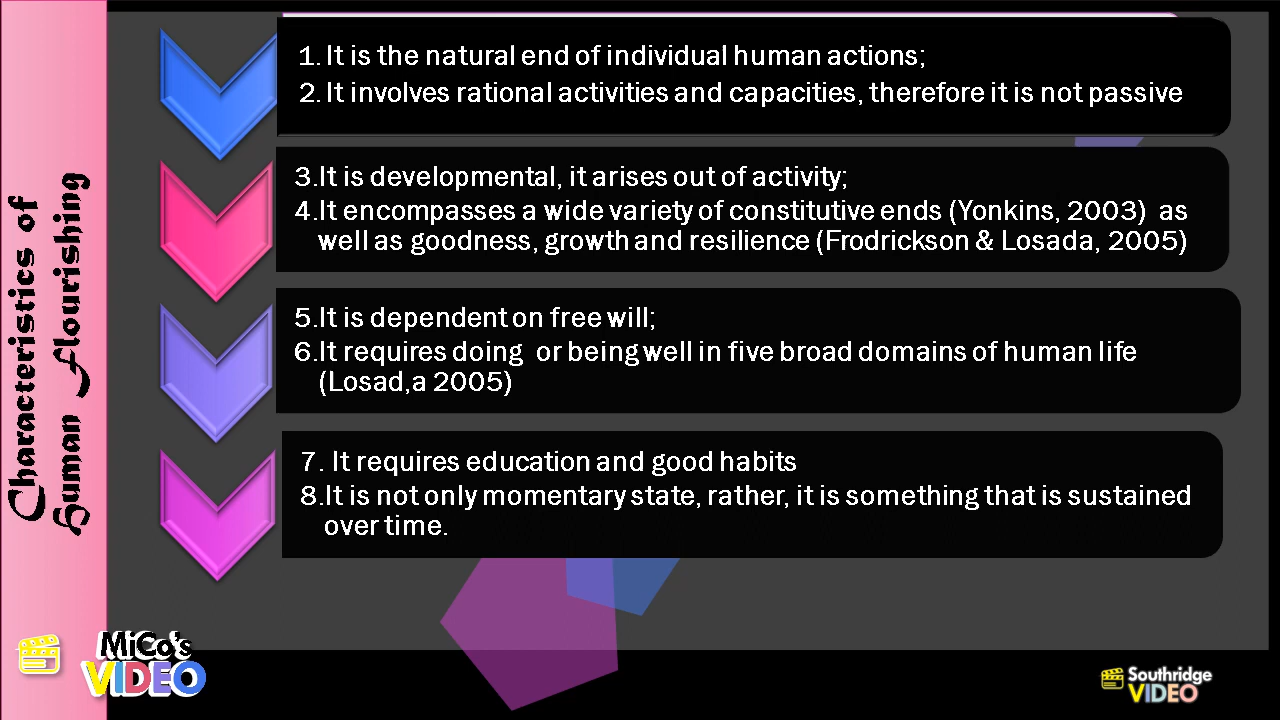 Characteristics of
Human Flourishing
1. It is the natural end of individual human actions;
2. It involves rational activities and capacities, therefore it is not passive
3.It is developmental, it arises out of activity;
4.It encompasses a wide variety of constitutive ends (Yonkins, 2003) as
well as goodness, growth and resilience (Frodrickson & Losada, 2005)
5.It is dependent on free will;
6.It requires doing or being well in five broad domains of human life
(Losad,a 2005)
7. It requires education and good habits
8.It is not only momentary state, rather, it is something that is sustained
over time.
MiCo's
VIDEO
Southridge
VIDEO